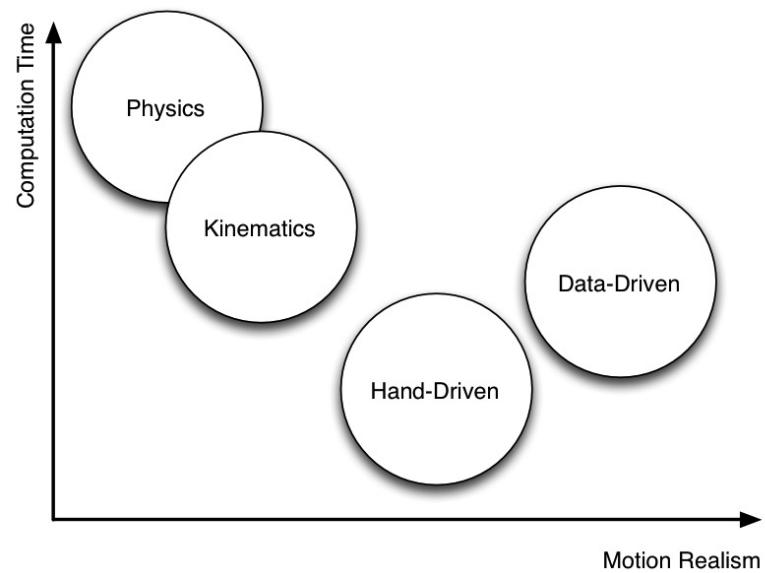 Computation Time
Physics
Kinematics
Data-Driven
Hand-Driven
Motion Realism